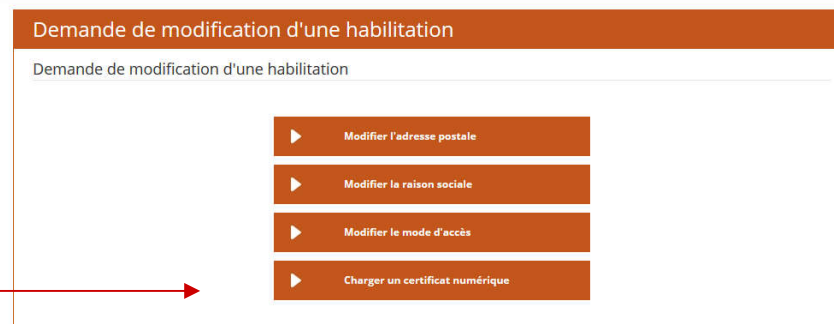 Demande de modification d'une habilitation
Demande de modification d'une habilitation
Modifier l'adresse postale
Modifier la raison sociale
Modifier le mode d'accès
Charger un certificat numérique